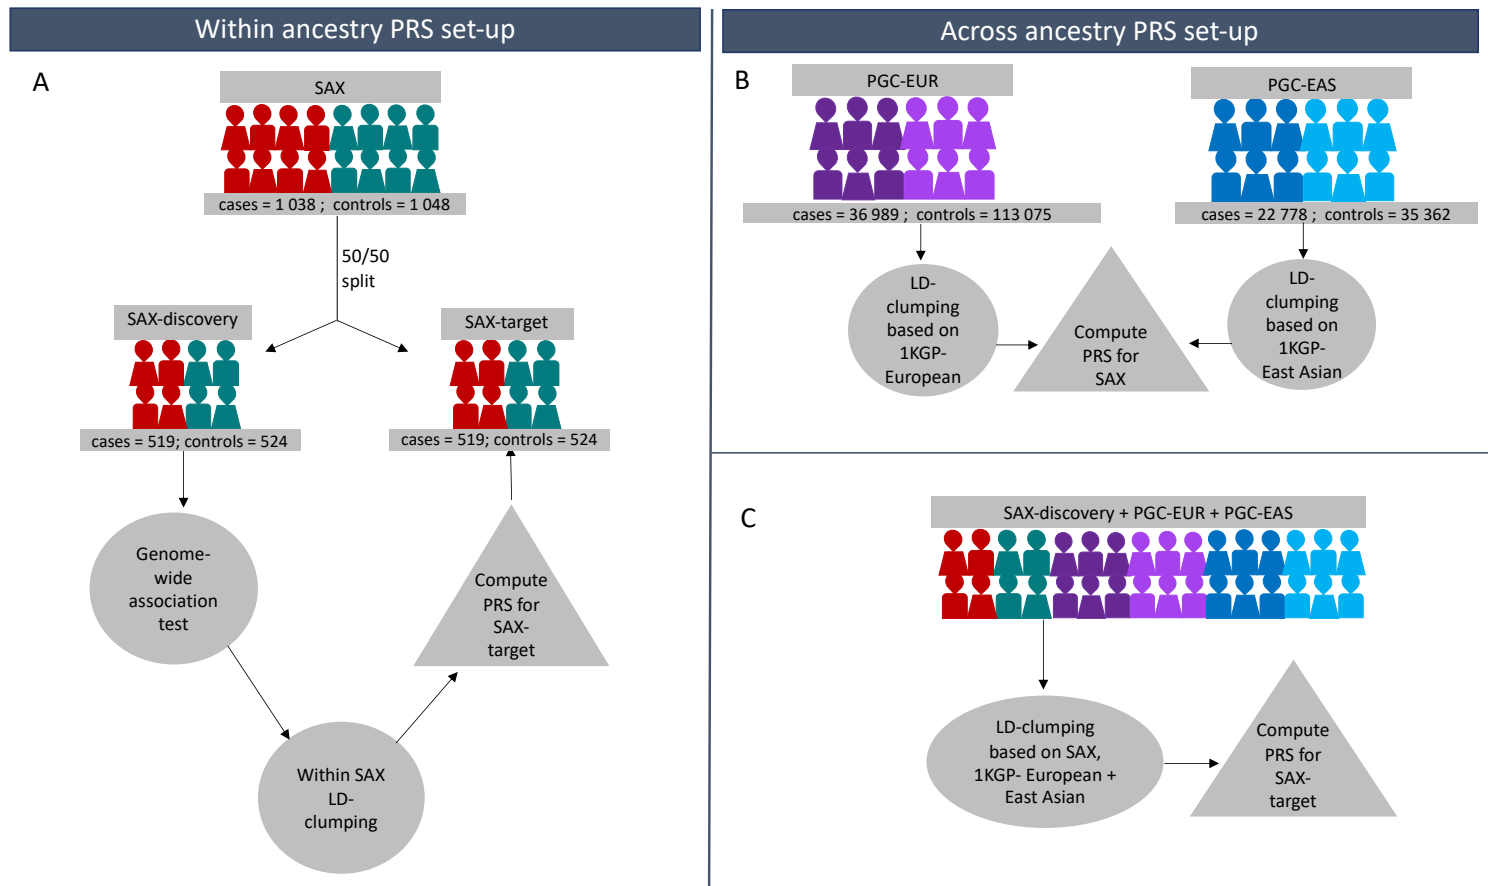 Within ancestry PRS set-up
A
SAX
cases = 1 038 ; controls = 1 048
50/50
split
SAX-discovery
cases = 519; controls = 524
SAX-target
cases = 519; controls = 524
Genome-
wide
association
test
Within SAX
LD-
clumping
Compute
PRS for
SAX-
target
Across ancestry PRS set-up
B
PGC-EUR
cases = 36 989 ; controls = 113 075
PGC-EAS
cases = 22 778 ; controls = 35 362
LD-
clumping
based on
1KGP-
European
Compute
PRS for
SAX
LD-
clumping
based on
1KGP-
East Asian
C
SAX-discovery + PGC-EUR + PGC-EAS
LD-clumping
based on SAX,
1KGP- European +
East Asian
Compute
PRS for
SAX-
target